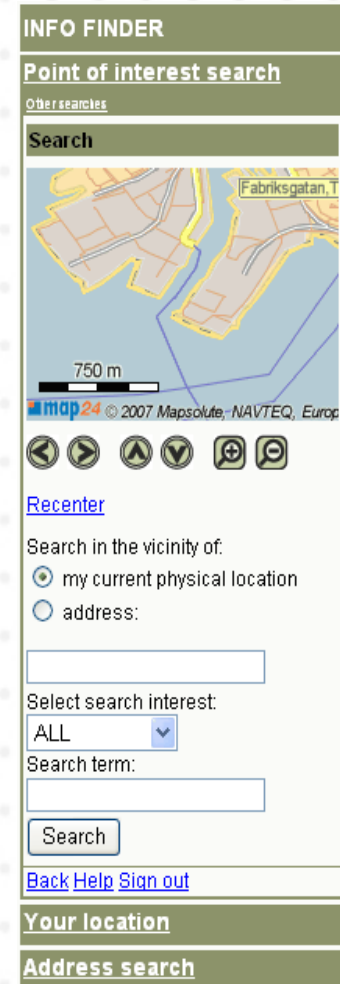 INFO FINDER
Point of interest search
Other searches
Search
Fabriksgatan, T
750 m
map24 © 2007 Mapsolute, NAVTEQ, Europ
Recenter
Search in the vicinity of:
my current physical location
address:
Select search interest:
ALL
Search term:
Search
Back Help Sign out
Your location
Address search